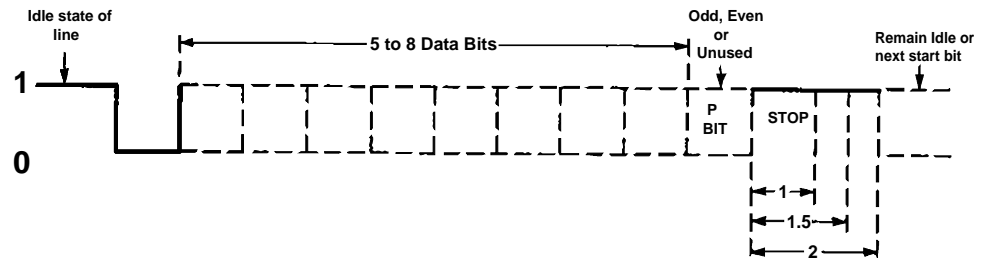 Idle state of
line
5 to 8 Data Bits
Odd, Even
or
Unused
Remain Idle or
next start bit
1
0
P
BIT
STOP
1
1.5
2